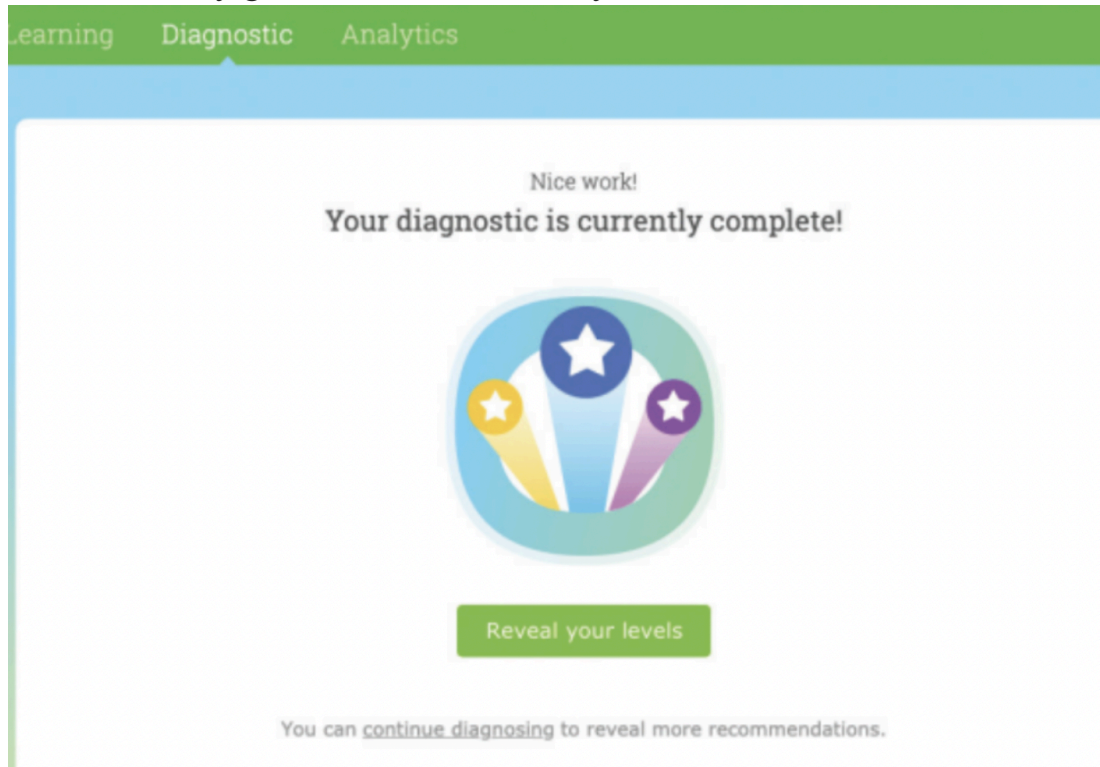 Learning Diagnostic Analytics
Nice work!
Your diagnostic is currently complete!
Reveal your levels
You can continue diagnosing to reveal more recommendations.